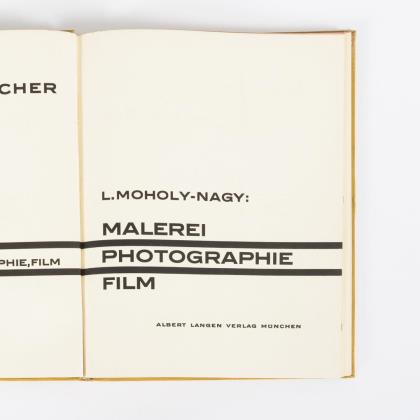 CHER
PHIE, FILM
L. MOHOLY-NAGY:
MALEREI
PHOTOGRAPHIE
FILM
ALBERT LANGEN VERLAG MÜNCHEN